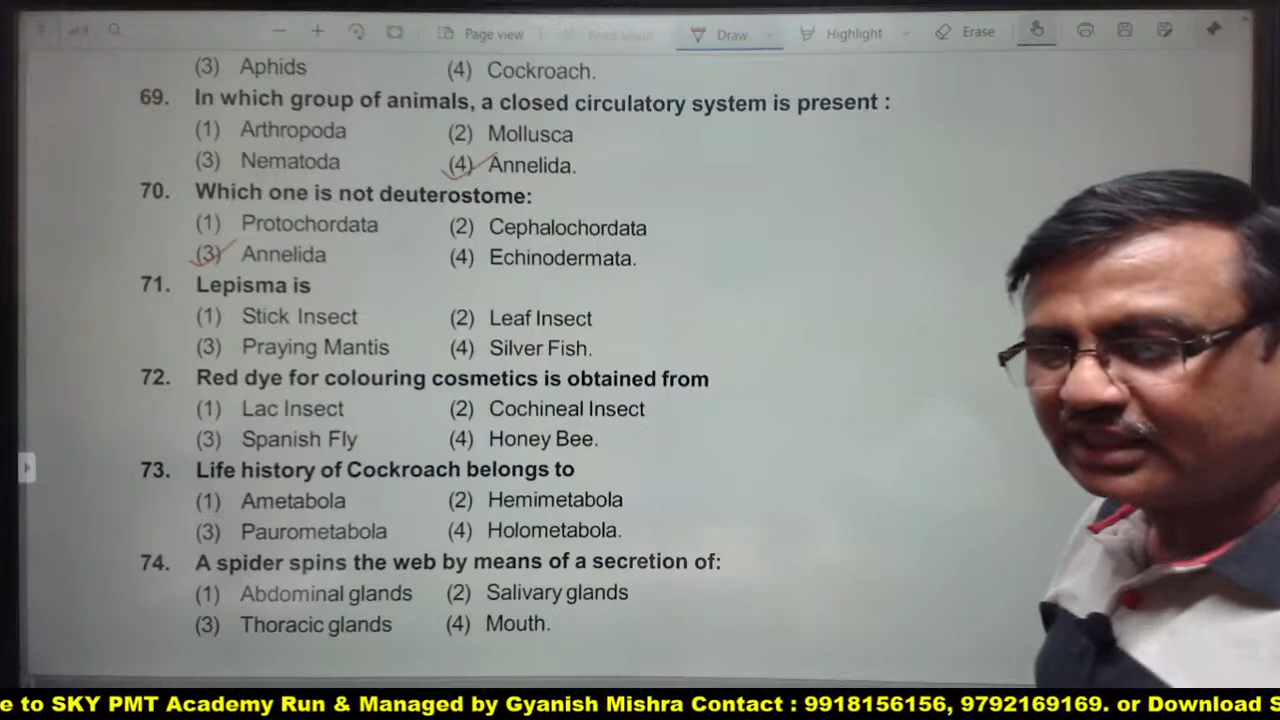 Page view
Draw
Highlight
Erase
(3) Aphids (4) Cockroach.
69. In which group of animals, a closed circulatory system is present :
(1) Arthropoda (2) Mollusca
(3) Nematoda (4) Annelida.
70. Which one is not deuterostome:
(1) Protochordata (2) Cephalochordata
(3) Annelida (4) Echinodermata.
71. Lepisma is
(1) Stick Insect (2) Leaf Insect
(3) Praying Mantis (4) Silver Fish.
72. Red dye for colouring cosmetics is obtained from
(1) Lac Insect (2) Cochineal Insect
(3) Spanish Fly (4) Honey Bee.
73. Life history of Cockroach belongs to
(1) Ametabola (2) Hemimetabola
(3) Paurometabola (4) Holometabola.
74. A spider spins the web by means of a secretion of:
(1) Abdominal glands (2) Salivary glands
(3) Thoracic glands (4) Mouth.
e to SKY PMT Academy Run & Managed by Gyanish Mishra Contact : 9918156156, 9792169169. or Download S